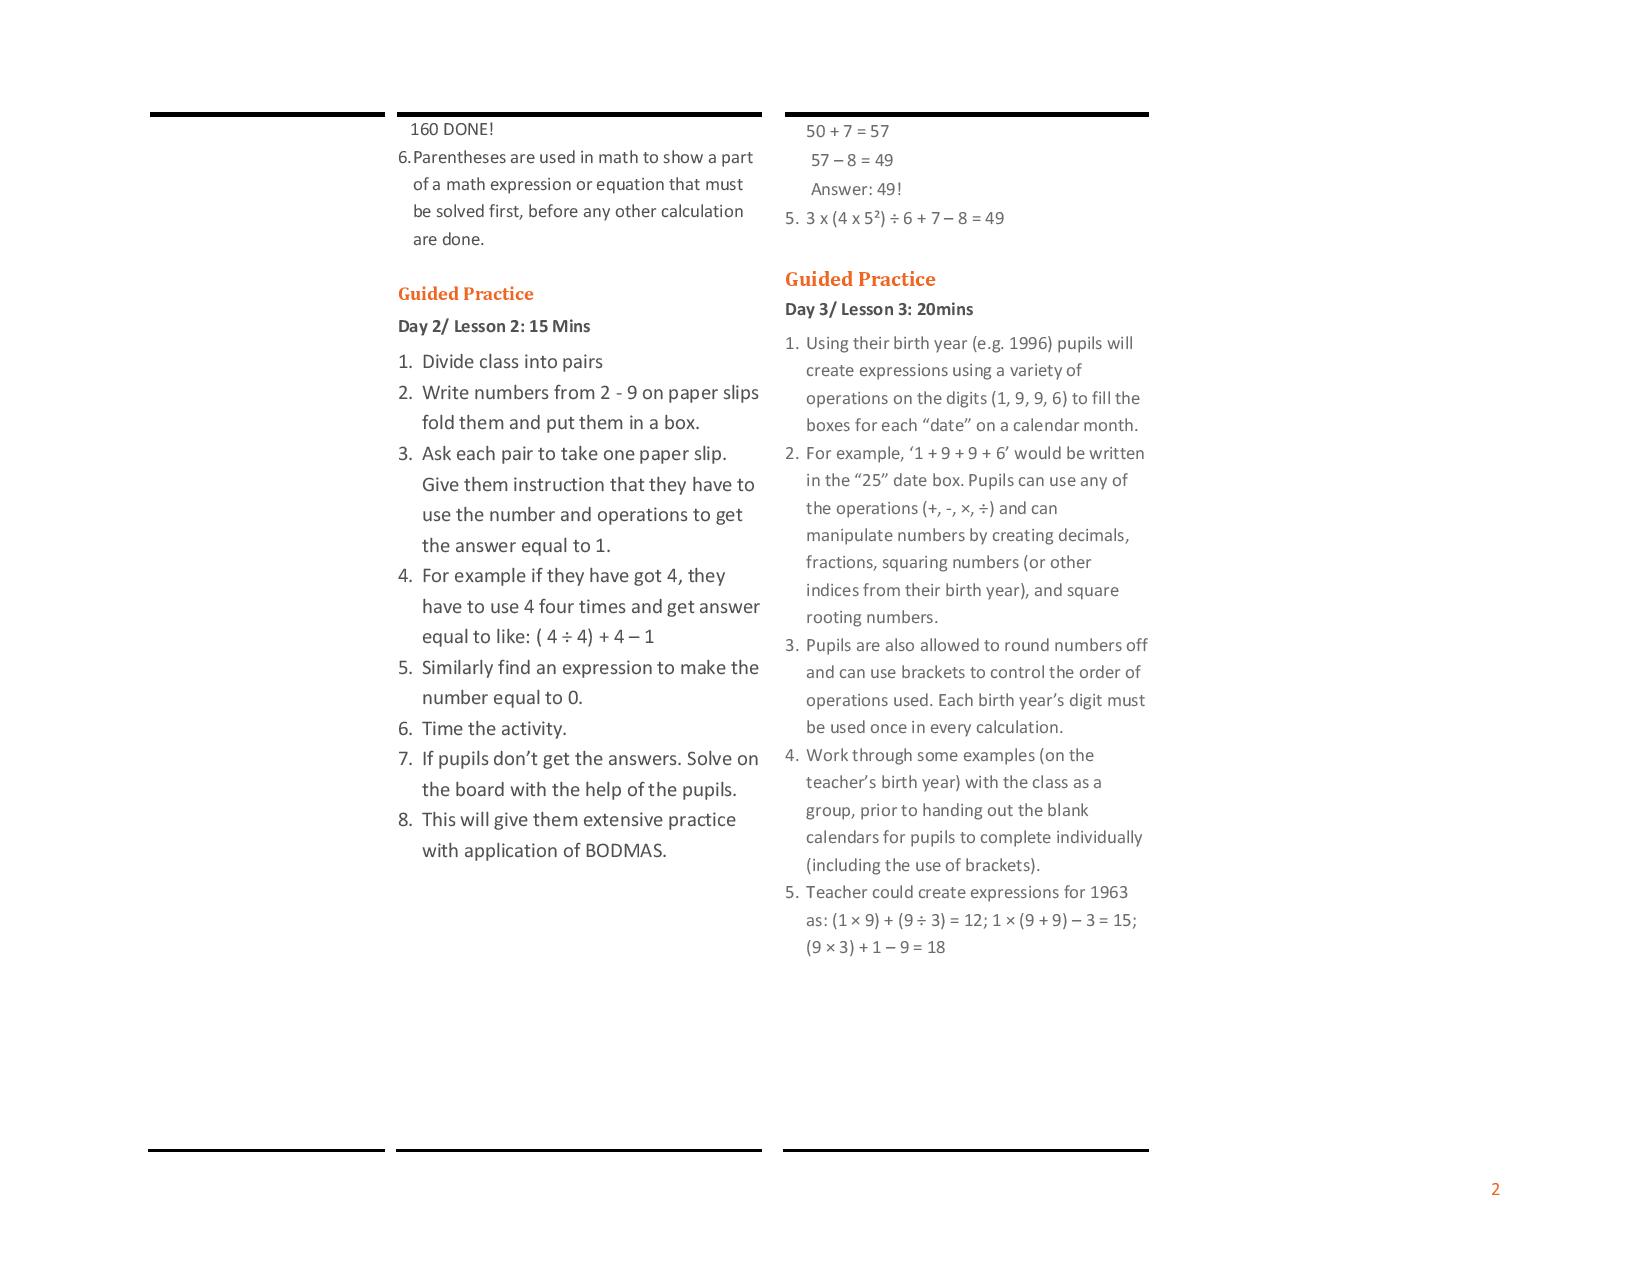 160 DONE!
6.Parentheses are used in math to show a part
of a math expression or equation that must
be solved first, before any other calculation
are done.
Guided Practice
Day 2/ Lesson 2: 15 Mins
1. Divide class into pairs
2. Write numbers from 2 - 9 on paper slips
fold them and put them in a box.
3. Ask each pair to take one paper slip.
Give them instruction that they have to
use the number and operations to get
the answer equal to 1.
4. For example if they have got 4, they
have to use 4 four times and get answer
equal to like: ( 4 ÷ 4) + 4 – 1
5. Similarly find an expression to make the
number equal to 0.
6. Time the activity.
7. If pupils don’t get the answers. Solve on
the board with the help of the pupils.
8. This will give them extensive practice
with application of BODMAS.
50 + 7 = 57
57 – 8 = 49
Answer: 49!
5. 3 x (4 x 5²) ÷ 6 + 7 – 8 = 49
Guided Practice
Day 3/ Lesson 3: 20mins
1. Using their birth year (e.g. 1996) pupils will
create expressions using a variety of
operations on the digits (1, 9, 9, 6) to fill the
boxes for each “date” on a calendar month.
2. For example, ‘1 + 9 + 9 + 6’ would be written
in the “25” date box. Pupils can use any of
the operations (+, -, ×, ÷) and can
manipulate numbers by creating decimals,
fractions, squaring numbers (or other
indices from their birth year), and square
rooting numbers.
3. Pupils are also allowed to round numbers off
and can use brackets to control the order of
operations used. Each birth year’s digit must
be used once in every calculation.
4. Work through some examples (on the
teacher’s birth year) with the class as a
group, prior to handing out the blank
calendars for pupils to complete individually
(including the use of brackets).
5. Teacher could create expressions for 1963
as: (1 × 9) + (9 ÷ 3) = 12; 1 × (9 + 9) – 3 = 15;
(9 × 3) + 1 – 9 = 18
2